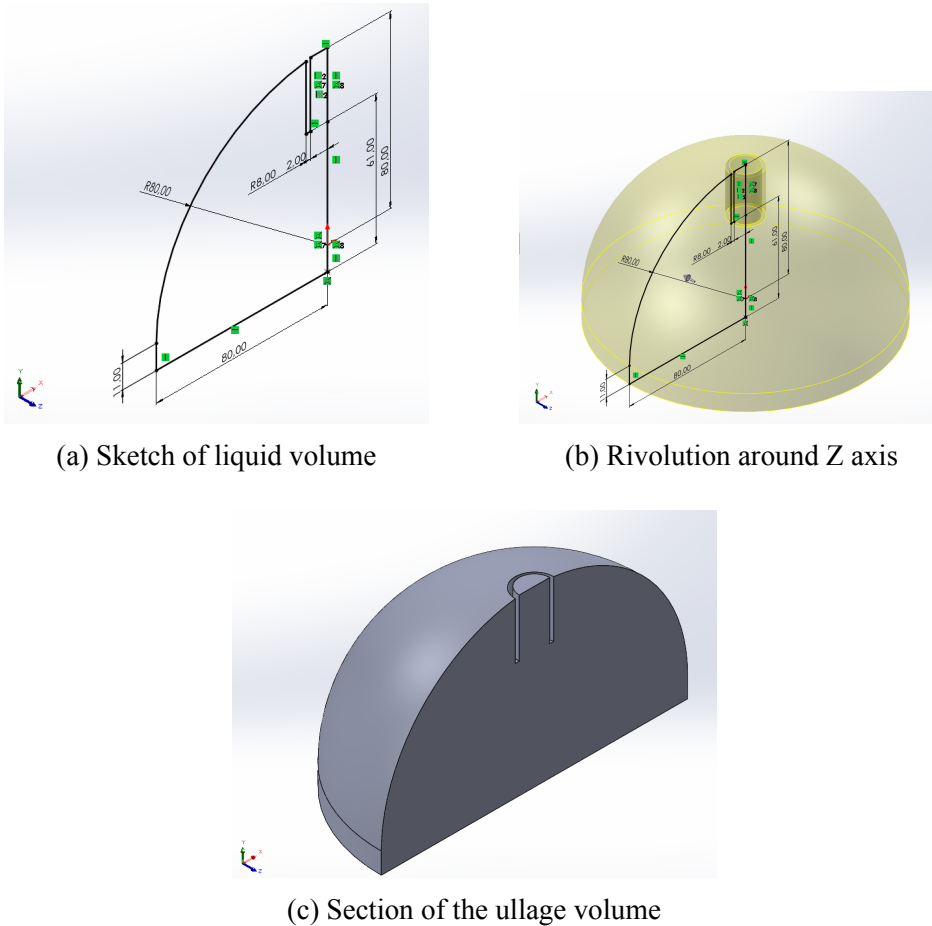 80.00
61.00
R8.00
2.00
R80.00
80.00
11.00
Y
X
Z
(a) Sketch of liquid volume
80.00
61.00
R8.00
2.00
R80.00
80.00
11.00
Y
X
Z
(b) Rivolution around Z axis
Y
X
Z
(c) Section of the ullage volume